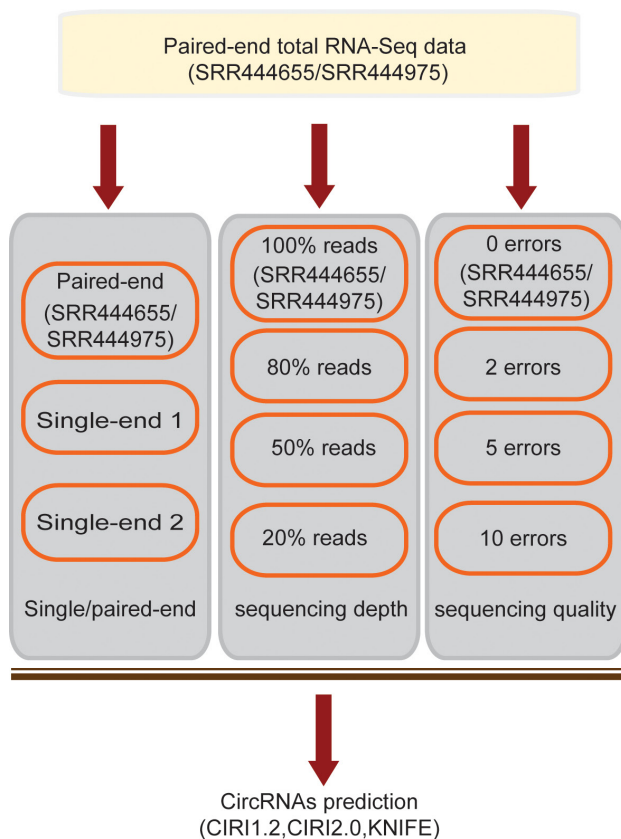 Paired-end total RNA-Seq data
(SRR444655/SRR444975)
Paired-end
(SRR444655/
SRR444975)
Single-end 1
Single-end 2
Single/paired-end
100% reads
(SRR444655/
SRR444975)
80% reads
50% reads
20% reads
sequencing depth
0 errors
(SRR444655/
SRR444975)
2 errors
5 errors
10 errors
sequencing quality
CircRNAs prediction
(CIRI1.2,CIRI2.0,KNIFE)